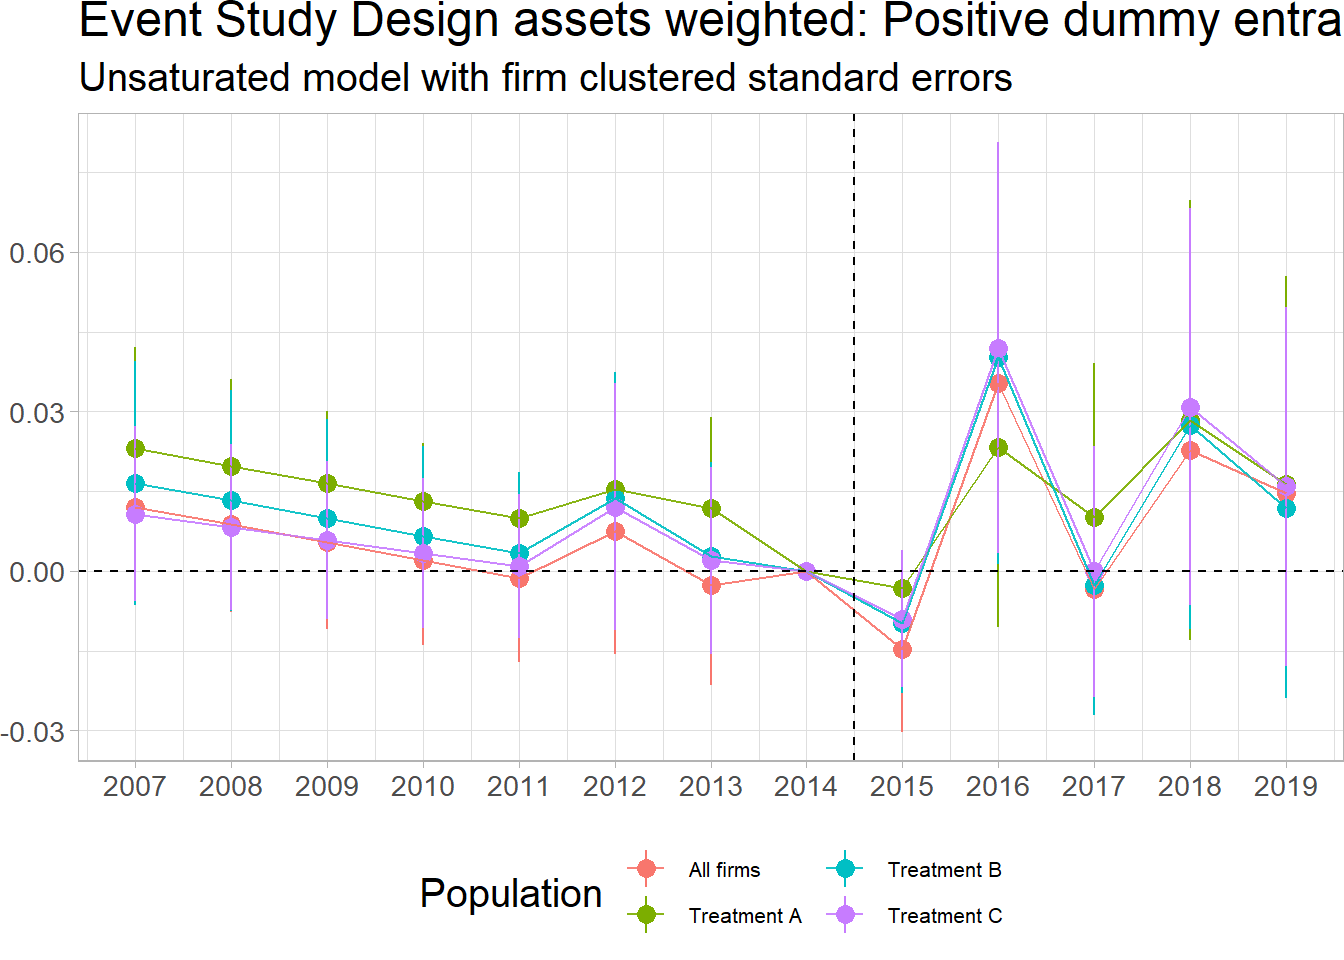 Event Study Design assets weighted: Positive dummy entra
Unsaturated model with firm clustered standard errors
0.06
0.03
0.00
-0.03
2007 2008 2009 2010 2011 2012 2013 2014 2015 2016 2017 2018 2019
Population
All firms
Treatment B
Treatment A
Treatment C